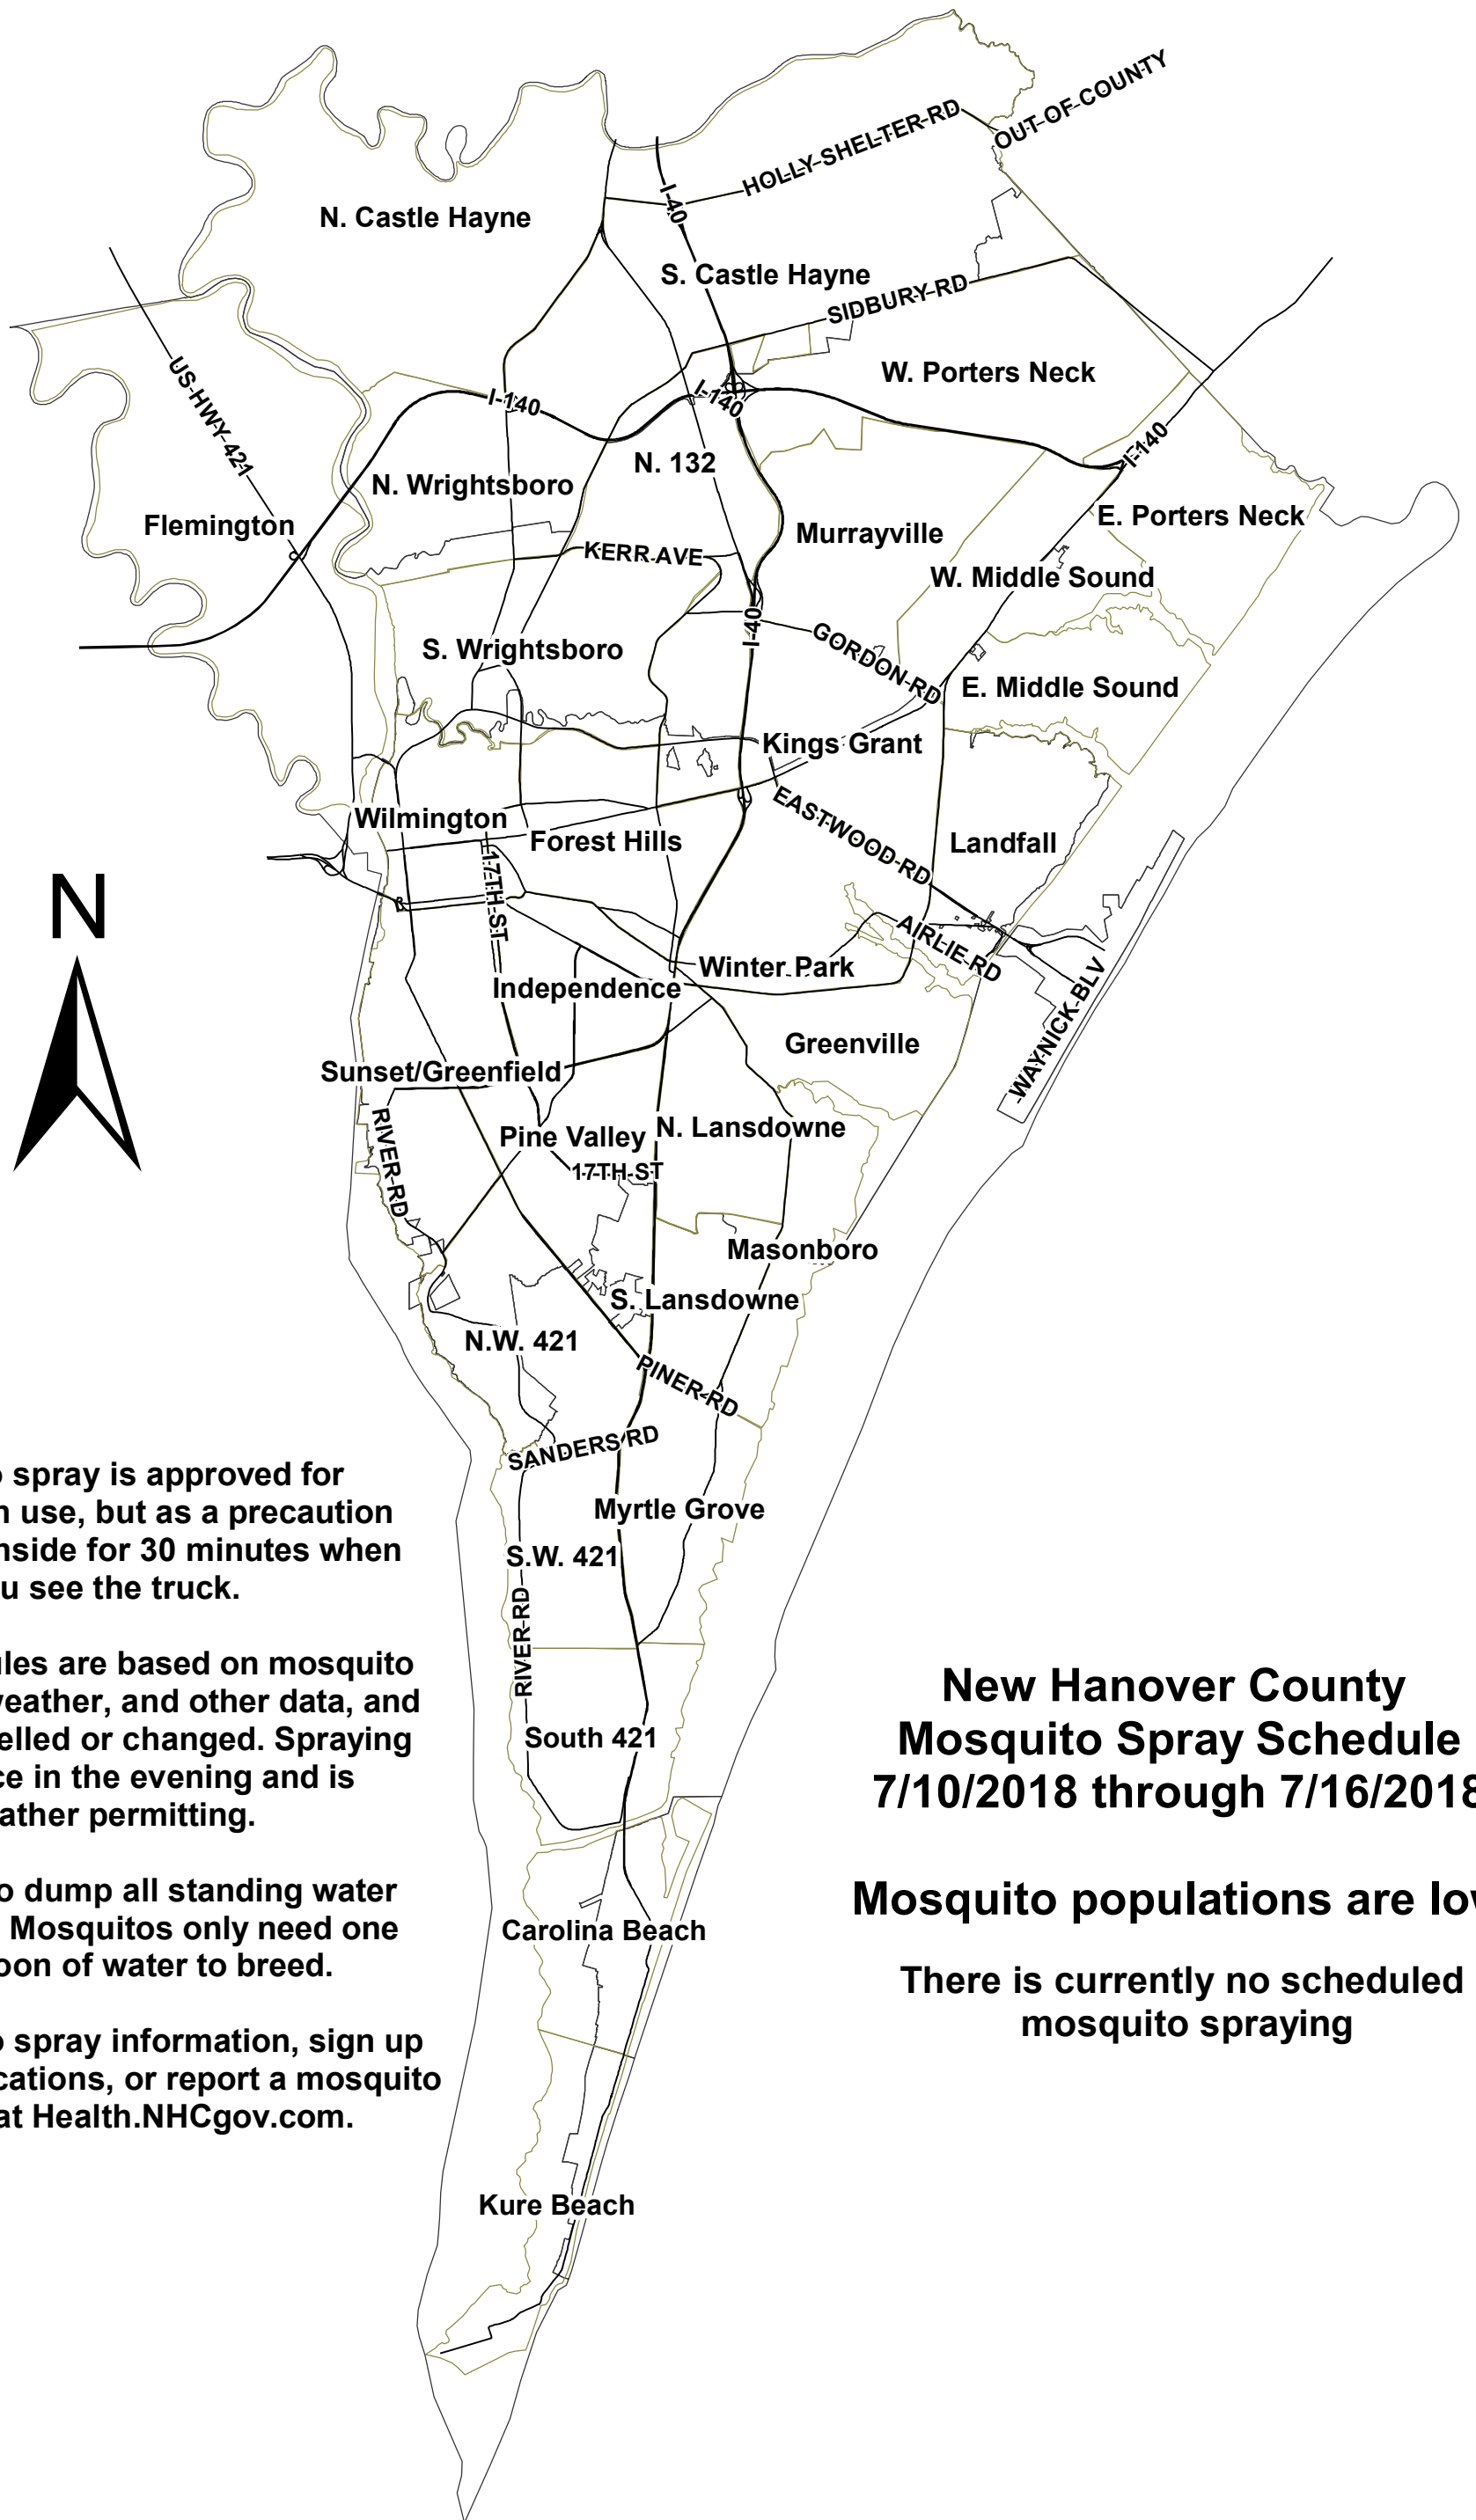 OUT OF COUNTY
HOLLY SHELTER RD
I-40
N. Castle Hayne
S. Castle Hayne
SIDBURY RD
US HWY 421
W. Porters Neck
I-140
I-140
I-140
N. 132
N. Wrightsboro
Flemington
E. Porters Neck
Murrayville
KERR AVE
W. Middle Sound
I-40
S. Wrightsboro
GORDON RD
E. Middle Sound
Kings Grant
Wilmington
EASTWOOD RD
Forest Hills
Landfall
17TH ST
N
AIRLIE RD
Winter Park
Independence
WAYNICK BLV
Greenville
Sunset/Greenfield
RIVER RD
Pine Valley
N. Lansdowne
17TH ST
Masonboro
S. Lansdowne
N.W. 421
PINER RD
SANDERS RD
Myrtle Grove
S.W. 421
RIVER RD
South 421
Carolina Beach
Kure Beach
spray is approved for
use, but as a precaution
for 30 minutes when
see the truck.
are based on mosquito
and other data, and
or changed. Spraying
in the evening and is
permitting.
dump all standing water
Mosquitos only need one
of water to breed.
spray information, sign up
or report a mosquito
at Health.NHCgov.com.
New Hanover County
Mosquito Spray Schedule
7/10/2018 through 7/16/2018
Mosquito populations are low
There is currently no scheduled
mosquito spraying